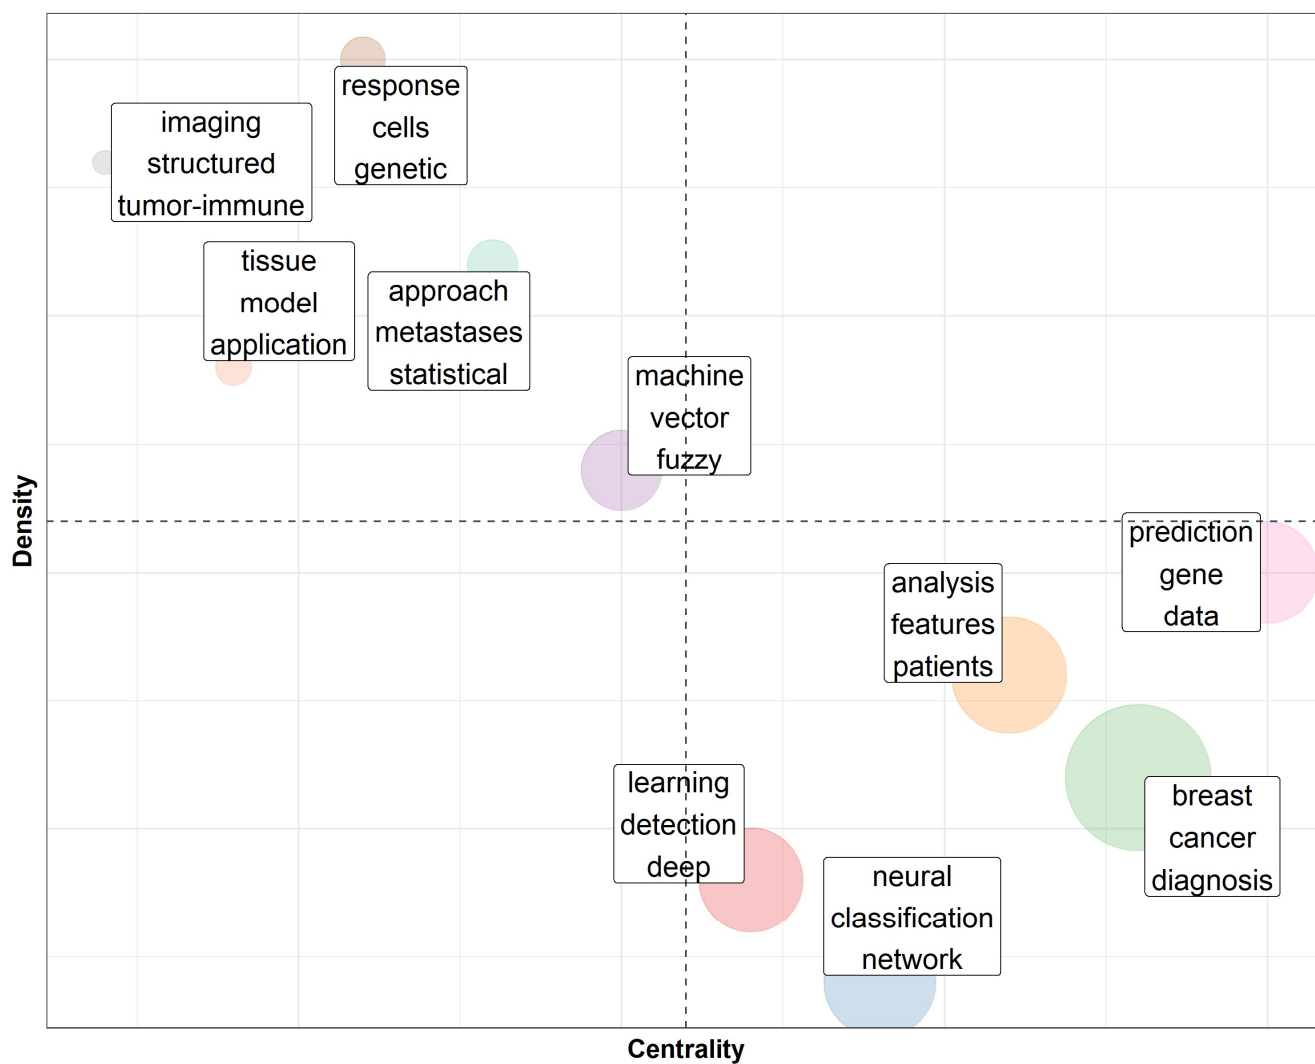 response
cells
genetic
imaging
structured
tumor-immune
tissue
model
application
approach
metastases
statistical
machine
vector
fuzzy
Density
prediction
gene
data
analysis
features
patients
learning
detection
deep
breast
cancer
diagnosis
neural
classification
network
Centrality